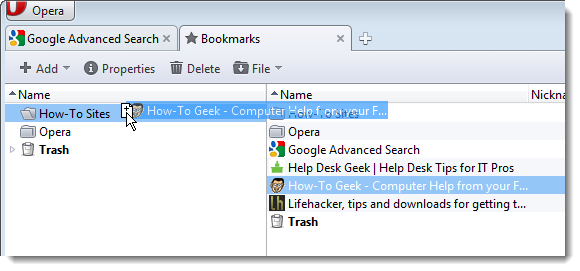 Opera
Google Advanced Search
Bookmarks
Add
Properties
Delete
File
Name
How-To Sites
How-To Geek - Computer Help from your F...
Opera
Trash
Name
Nickna
Opera
Google Advanced Search
Help Desk Geek | Help Desk Tips for IT Pros
How-To Geek - Computer Help from your F...
Lifehacker, tips and downloads for getting t...
Trash